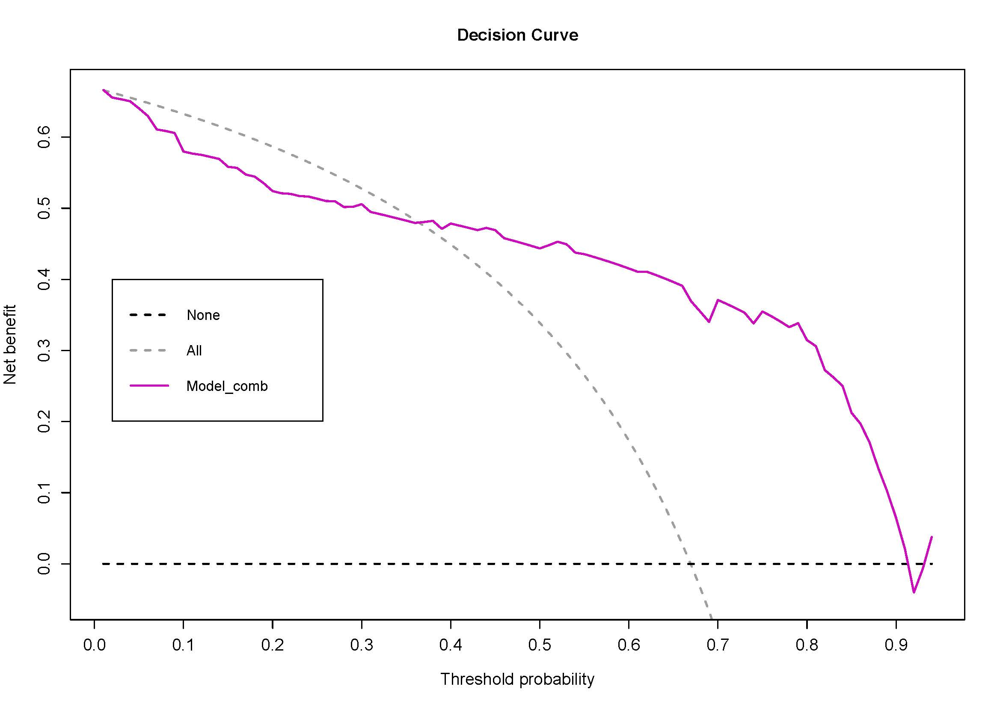 Decision Curve
Net benefit
0.6
0.5
0.4
0.3
0.2
0.1
0.0
None
All
Model_comb
0.0 0.1 0.2 0.3 0.4 0.5 0.6 0.7 0.8 0.9
Threshold probability